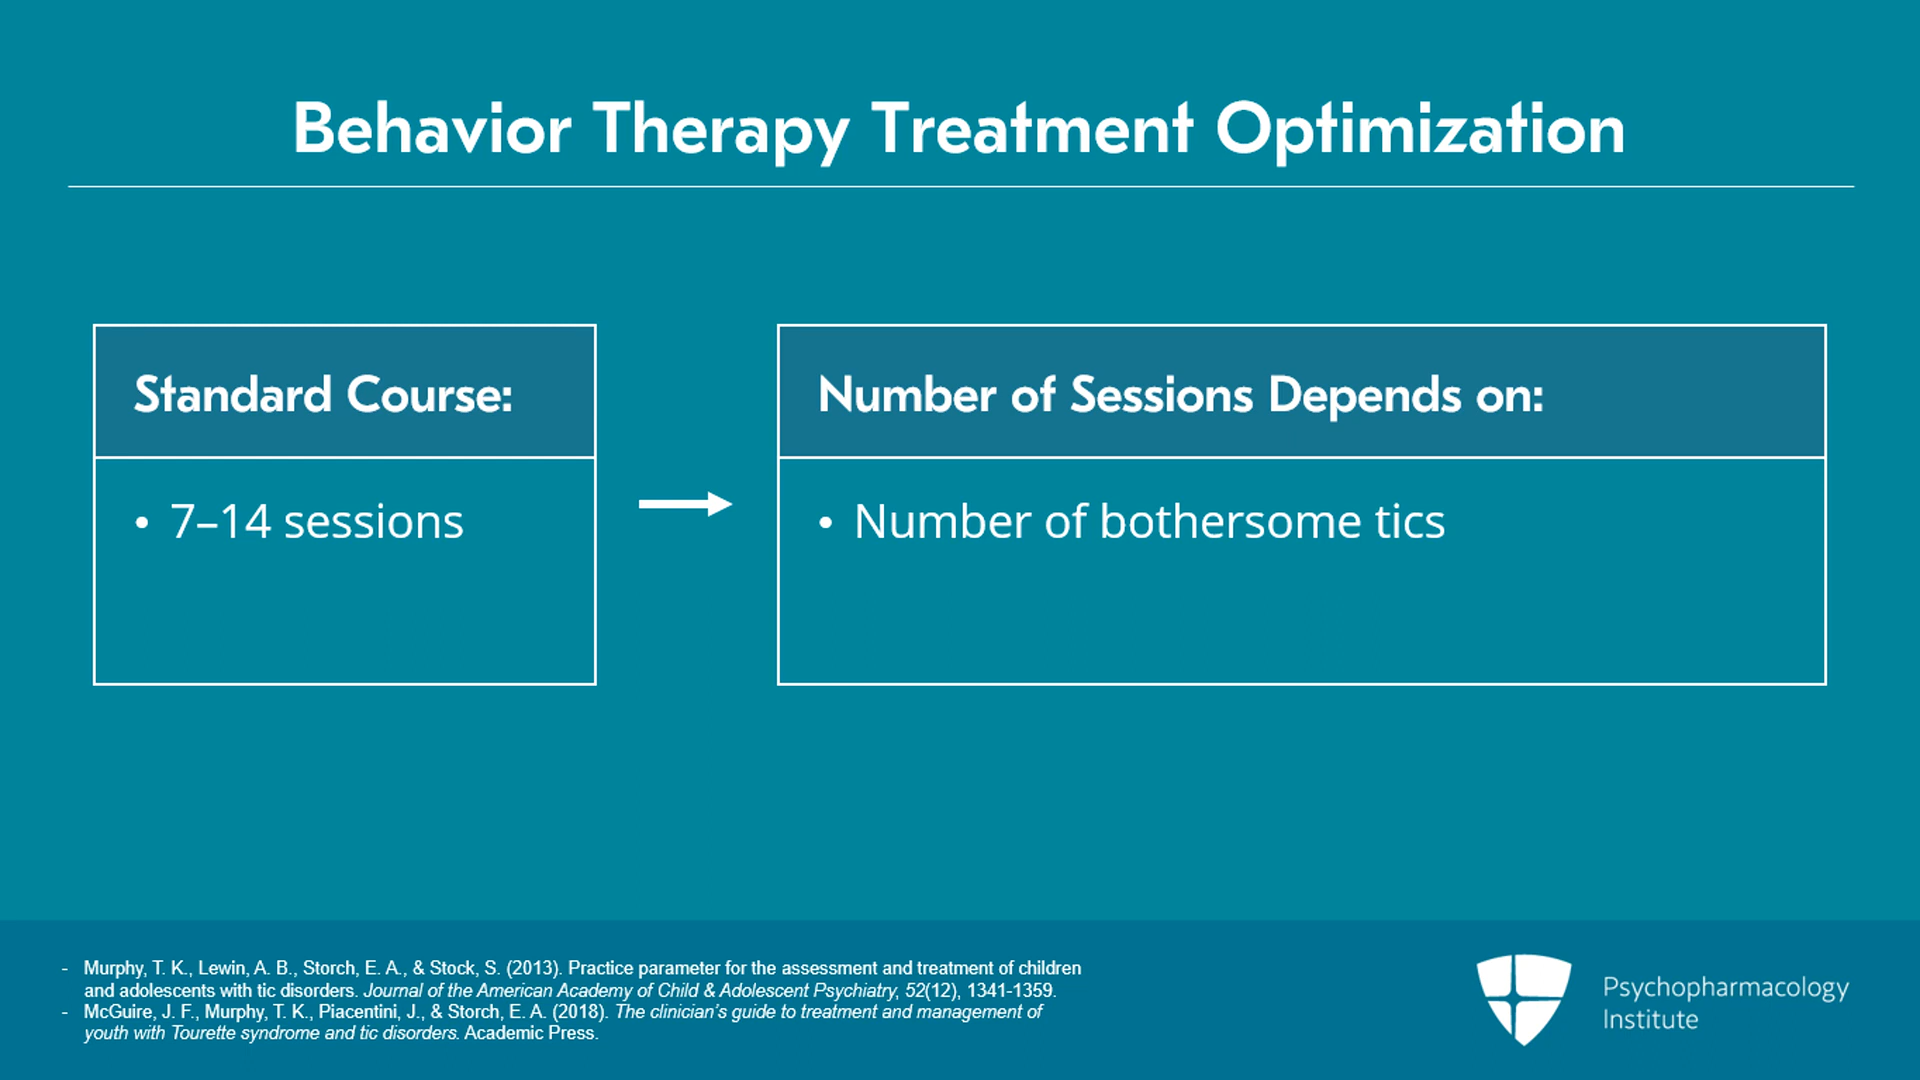 Behavior Therapy Treatment Optimization
Standard Course:
• 7–14 sessions
Number of Sessions Depends on:
• Number of bothersome tics
- Murphy, T. K., Lewin, A. B., Storch, E. A., & Stock, S. (2013). Practice parameter for the assessment and treatment of children
and adolescents with tic disorders. Journal of the American Academy of Child & Adolescent Psychiatry, 52(12), 1341-1359.
- McGuire, J. F., Murphy, T. K., Piacentini, J., & Storch, E. A. (2018). The clinician's guide to treatment and management of
youth with Tourette syndrome and tic disorders. Academic Press.
Psychopharmacology
Institute